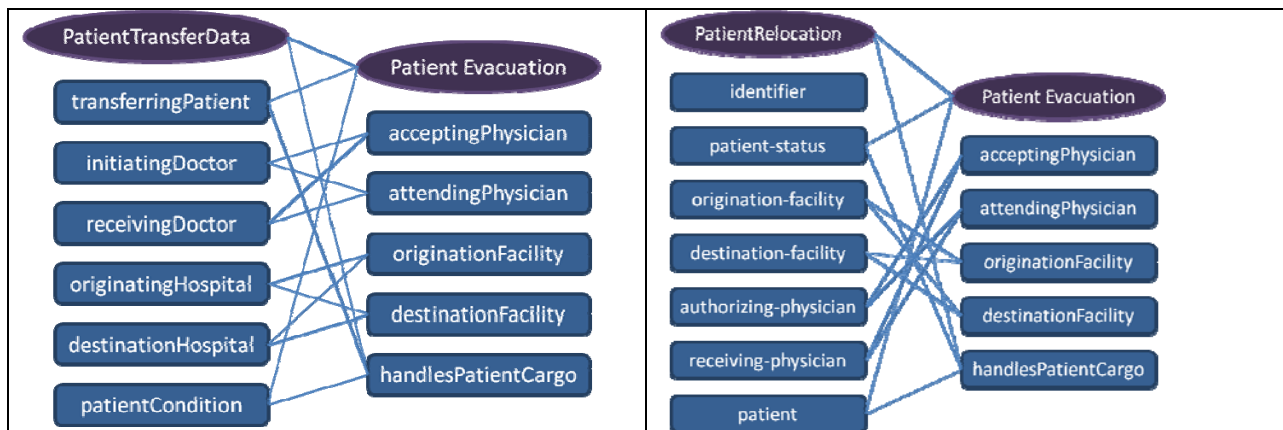 PatientTransferData
transferringPatient
initiatingDoctor
receivingDoctor
originatingHospital
destinationHospital
patientCondition
Patient Evacuation
acceptingPhysician
attendingPhysician
originationFacility
destinationFacility
handlesPatientCargo
PatientRelocation
identifier
patient-status
origination-facility
destination-facility
authorizing-physician
receiving-physician
patient
Patient Evacuation
acceptingPhysician
attendingPhysician
originationFacility
destinationFacility
handlesPatientCargo